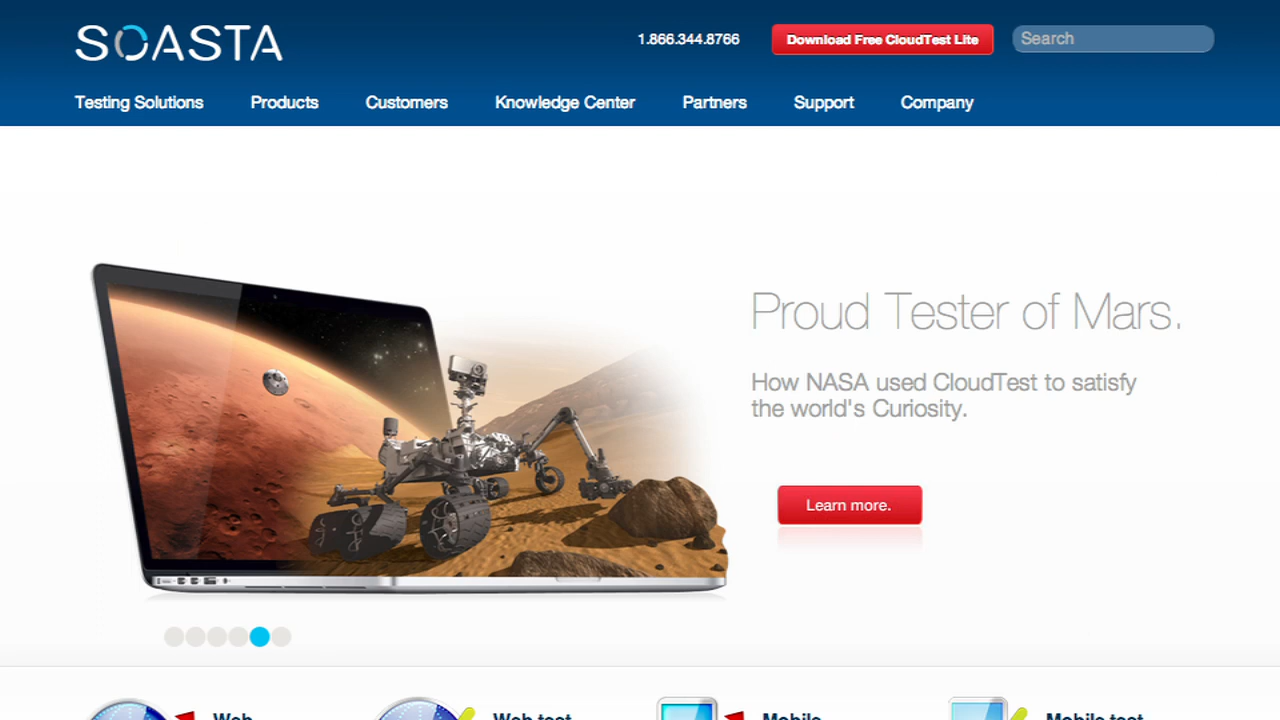 SOASTA
1.866.344.8766
Download Free CloudTest Lite
Search
Testing Solutions Products Customers Knowledge Center Partners Support Company
Proud Tester of Mars.
How NASA used CloudTest to satisfy
the world's Curiosity.
Learn more.
Web Web test Mobile Mobile test